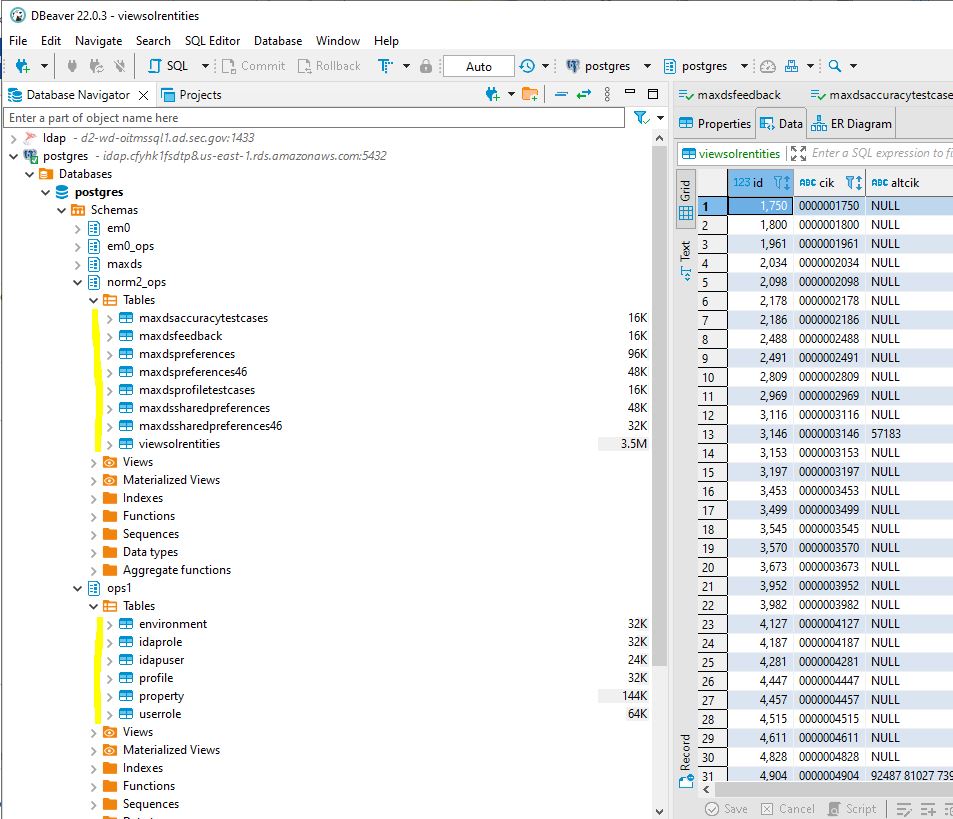 DBeaver 22.0.3 - viewsolrentities
File Edit Navigate Search SQL Editor Database Window Help
SQL Commit Rollback Auto postgres postgres
Database Navigator Projects
Enter a part of object name here
ldap - d2-wd-oitmssql1.ad.sec.gov:1433
postgres - idap.cfyhk1fsdtp&us-east-1.rds.amazonaws.com:5432
Databases
postgres
Schemas
em0
em0_ops
maxds
norm2_ops
Tables
maxdsaccuracytestcases 16K
maxdsfeedback 16K
maxdspreferences 96K
maxdspreferences46 48K
maxdsprofiletestcases 16K
maxdssharedpreferences 48K
maxdssharedpreferences46 32K
viewsolrentities 3.5M
Views
Materialized Views
Indexes
Functions
Sequences
Data types
Aggregate functions
ops1
Tables
environment 32K
idaprole 32K
idapuser 24K
profile 32K
property 144K
userrole 64K
Views
Materialized Views
Indexes
Functions
Sequences
maxdsfeedback maxdsaccuracytestcase
Properties Data ER Diagram
viewsolrentities Enter a SQL expression to fi
Grid
Text
Record
123 id ABC cik ABC altcik
1 1,750 0000001750 NULL
2 1,800 0000001800 NULL
3 1,961 0000001961 NULL
4 2,034 0000002034 NULL
5 2,098 0000002098 NULL
6 2,178 0000002178 NULL
7 2,186 0000002186 NULL
8 2,488 0000002488 NULL
9 2,491 0000002491 NULL
10 2,809 0000002809 NULL
11 2,969 0000002969 NULL
12 3,116 0000003116 NULL
13 3,146 0000003146 57183
14 3,153 0000003153 NULL
15 3,197 0000003197 NULL
16 3,453 0000003453 NULL
17 3,499 0000003499 NULL
18 3,545 0000003545 NULL
19 3,570 0000003570 NULL
20 3,673 0000003673 NULL
21 3,952 0000003952 NULL
22 3,982 0000003982 NULL
23 4,127 0000004127 NULL
24 4,187 0000004187 NULL
25 4,281 0000004281 NULL
26 4,447 0000004447 NULL
27 4,457 0000004457 NULL
28 4,515 0000004515 NULL
29 4,611 0000004611 NULL
30 4,828 0000004828 NULL
31 4,904 0000004904 92487 81027 739
Save Cancel Script